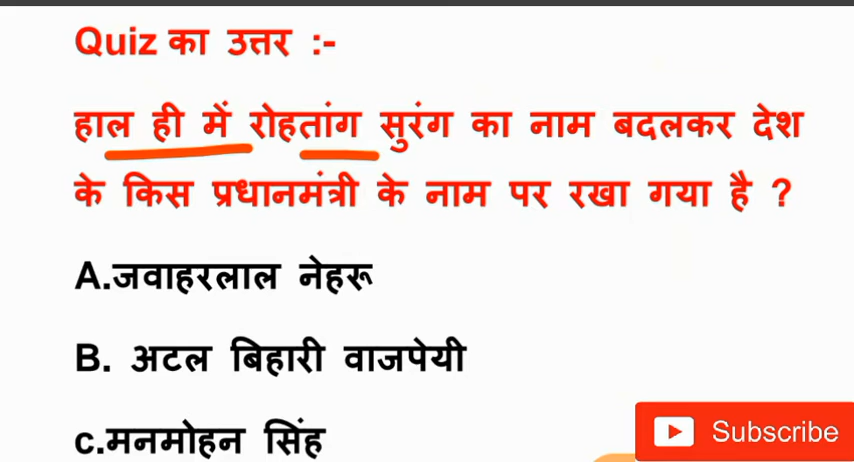 Quiz का उत्तर :-
हाल ही में रोहतांग सुरंग का नाम बदलकर देश
के किस प्रधानमंत्री के नाम पर रखा गया है ?
A.जवाहरलाल नेहरू
B. अटल बिहारी वाजपेयी
c.मनमोहन सिंह
Subscribe